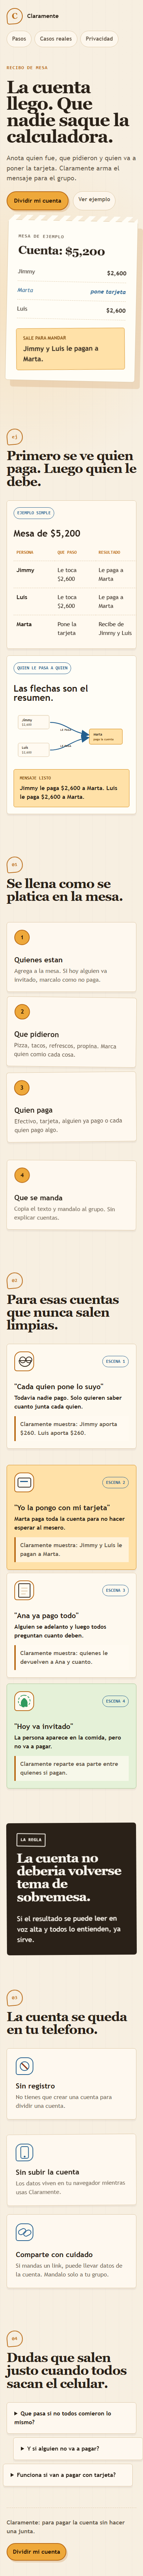 C Claramente
Pasos Casos reales Privacidad
RECIBO DE MESA
La cuenta
llego. Que
nadie saque la
calculadora.
Anota quien fue, que pidieron y quien va a
poner la tarjeta. Claramente arma el
mensaje para el grupo.
Dividir mi cuenta Ver ejemplo
MESA DE EJEMPLO
Cuenta: $5,200
Jimmy $2,600
Marta pone tarjeta
Luis $2,600
SALE PARA MANDAR
Jimmy y Luis le pagan a
Marta.
Primero se ve quien
paga. Luego quien le
debe.
EJEMPLO SIMPLE
Mesa de $5,200
PERSONA QUE PASO RESULTADO
Jimmy Le toca Le paga a
$2,600 Marta
Luis Le toca Le paga a
$2,600 Marta
Marta Pone la Recibe de
tarjeta Jimmy y Luis
QUIEN LE PASA A QUIEN
Las flechas son el
resumen.
Jimmy
$2,600
Marta
Luis
$2,600
MENSAJE LISTO
Jimmy le paga $2,600 a Marta. Luis
le paga $2,600 a Marta.
Se llena como se
platica en la mesa.
1
Quienes estan
Agrega a la mesa. Si hoy alguien va
invitado, marcalo como no paga.
2
Que pidieron
Pizza, tacos, refrescos, propina. Marca
quien comio cada cosa.
3
Quien paga
Efectivo, tarjeta, alguien ya pago o cada
quien pago algo.
4
Que se manda
Copia el texto y mandalo al grupo. Sin
explicar cuentas.
Para esas cuentas
que nunca salen
limpias.
ESCENA 1
"Cada quien pone lo suyo"
Todavia nadie pago. Solo quieren saber
cuanto junta cada quien.
Claramente muestra: Jimmy aporta
$260. Luis aporta $260.
ESCENA 2
"Yo la pongo con mi tarjeta"
Marta paga toda la cuenta para no hacer
esperar al mesero.
Claramente muestra: Jimmy y Luis le
pagan a Marta.
ESCENA 3
"Ana ya pago todo"
Alguien se adelanto y luego todos
preguntan cuanto deben.
Claramente muestra: quienes le
devuelven a Ana y cuanto.
ESCENA 4
"Hoy va invitado"
La persona aparece en la comida, pero
no va a pagar.
Claramente reparte esa parte entre
quienes si pagan.
LA REGLA
La cuenta no
deberia volverse
tema de
sobremesa.
Si el resultado se puede leer en
voz alta y todos lo entienden, ya
sirve.
La cuenta se queda
en tu telefono.
Sin registro
No tienes que crear una cuenta para
dividir una cuenta.
Sin subir la cuenta
Los datos viven en tu navegador mientras
usas Claramente.
Comparte con cuidado
Si mandas un link, puede llevar datos de
la cuenta. Mandalo solo a tu grupo.
Dudas que salen
justo cuando todos
sacan el celular.
Que pasa si no todos comieron lo
mismo?
Y si alguien no va a pagar?
Funciona si van a pagar con tarjeta?
Claramente: para pagar la cuenta sin hacer
una junta.
Dividir mi cuenta